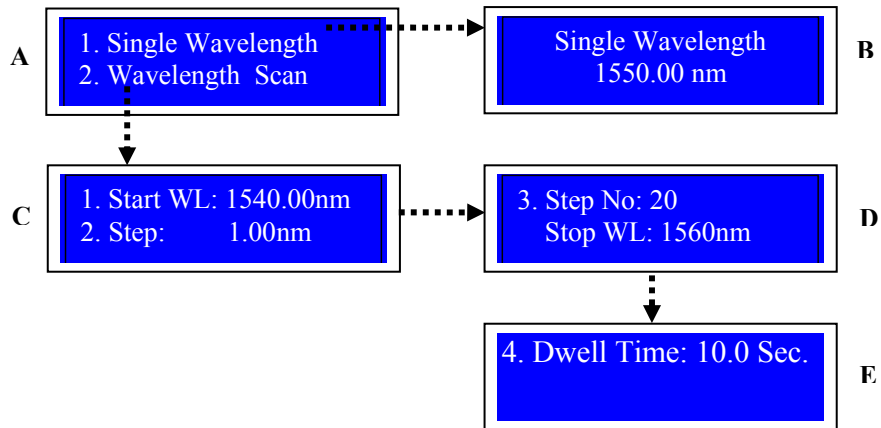 A
1. Single Wavelength
2. Wavelength Scan
Single Wavelength
1550.00 nm
B
C
1. Start WL: 1540.00nm
2. Step: 1.00nm
3. Step No: 20
Stop WL: 1560nm
D
4. Dwell Time: 10.0 Sec.
E